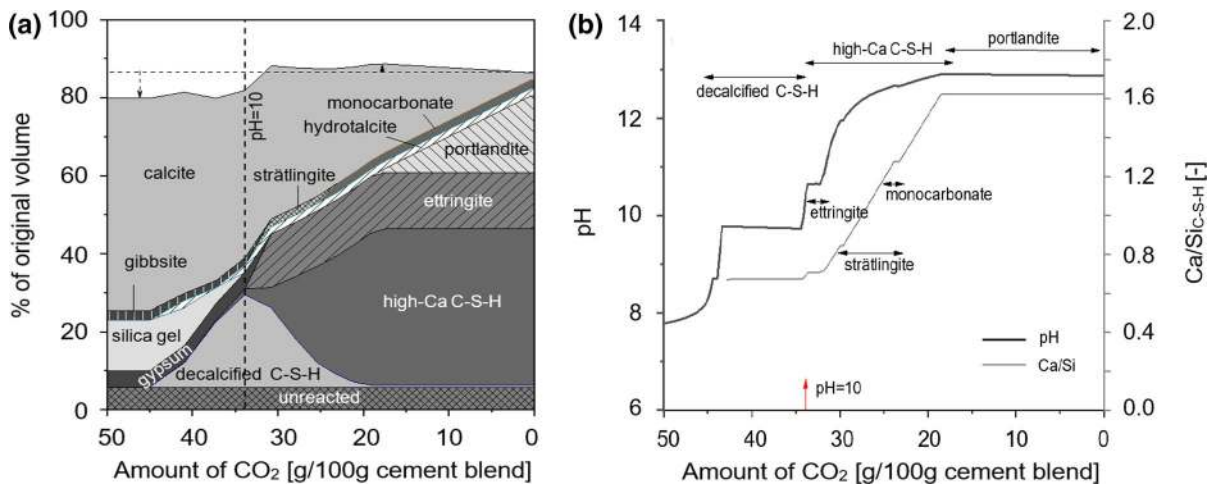 (a)
100
80
60
40
20
0
% of original volume
pH=10
monocarbonate
hydrotalcite
portlandite
strätlingite
calcite
ettringite
gibbsite
high-Ca C-S-H
silica gel
gypsum
decalcified C-S-H
unreacted
50 40 30 20 10 0
Amount of CO₂ [g/100g cement blend]
(b)
14
12
10
8
6
pH
portlandite
high-Ca C-S-H
decalcified C-S-H
monocarbonate
ettringite
strätlingite
pH
Ca/Si
pH=10
2.0
1.6
1.2
0.8
0.4
0.0
Ca/Si C-S-H [-]
50 40 30 20 10 0
Amount of CO₂ [g/100g cement blend]